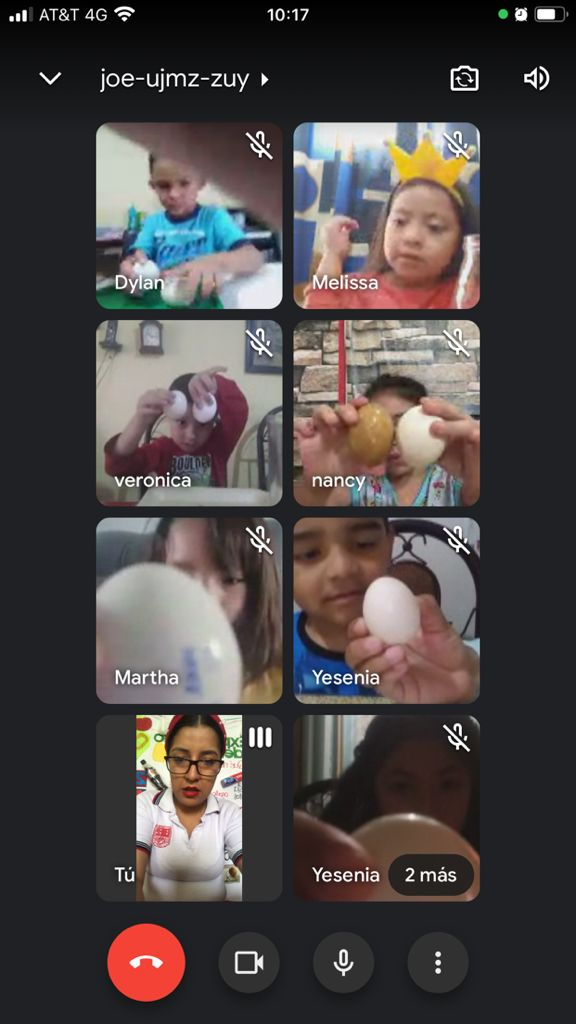 AT&T 4G
10:17
joe-ujmz-zuy
Dylan
Melissa
veronica
nancy
Martha
Yesenia
Tú
Yesenia
2 más